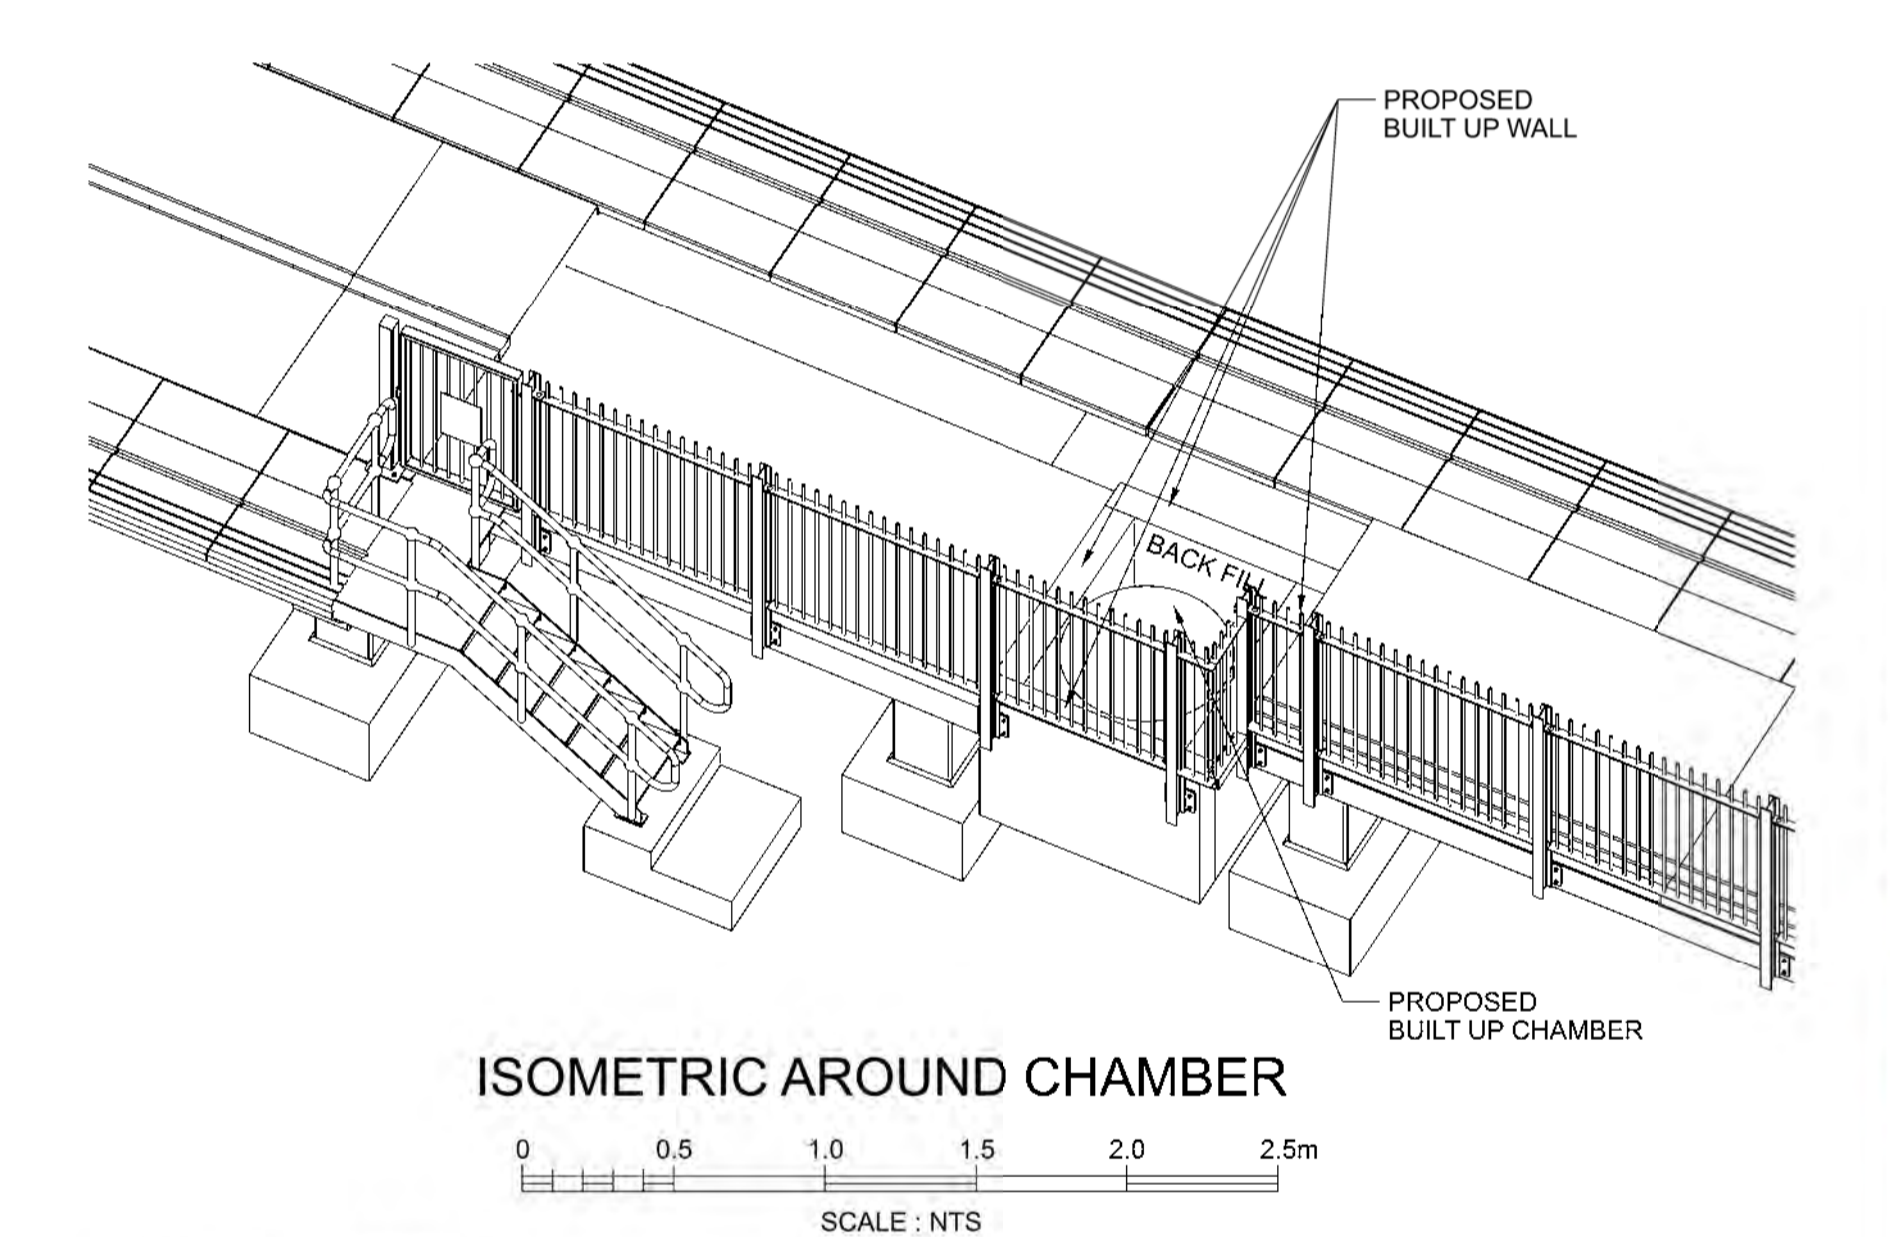 PROPOSED
BUILT UP WALL
BACK FILL
PROPOSED
BUILT UP CHAMBER
ISOMETRIC AROUND CHAMBER
0 0.5 1.0 1.5 2.0 2.5m
SCALE : NTS